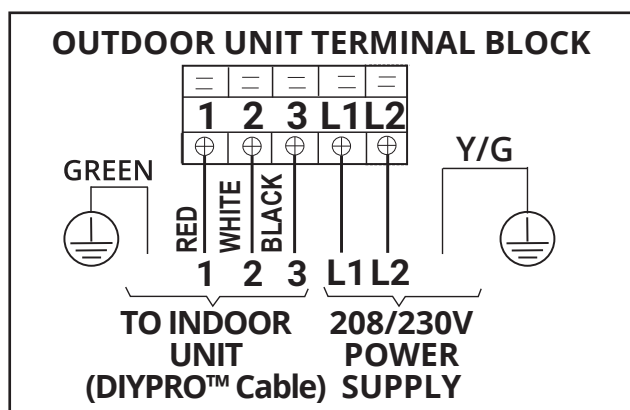 OUTDOOR UNIT TERMINAL BLOCK
1 2 3 L1 L2
GREEN
Y/G
RED
WHITE
BLACK
1 2 3 L1 L2
TO INDOOR
UNIT
(DIYPRO™ Cable)
208/230V
POWER
SUPPLY